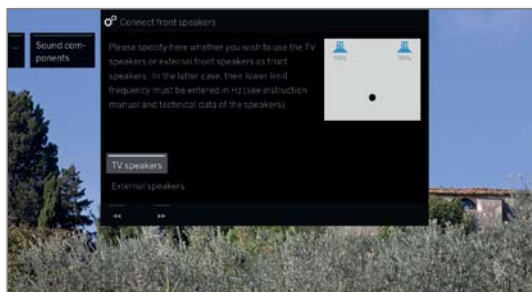 Connect front speakers
...
Sound com-
ponents
Please specify here whether you wish to use the TV
speakers or external front speakers as front
speakers. In the latter case, their lower limit
frequency must be entered in Hz (see instruction
manual and technical data of the speakers).
TV speakers
External speakers